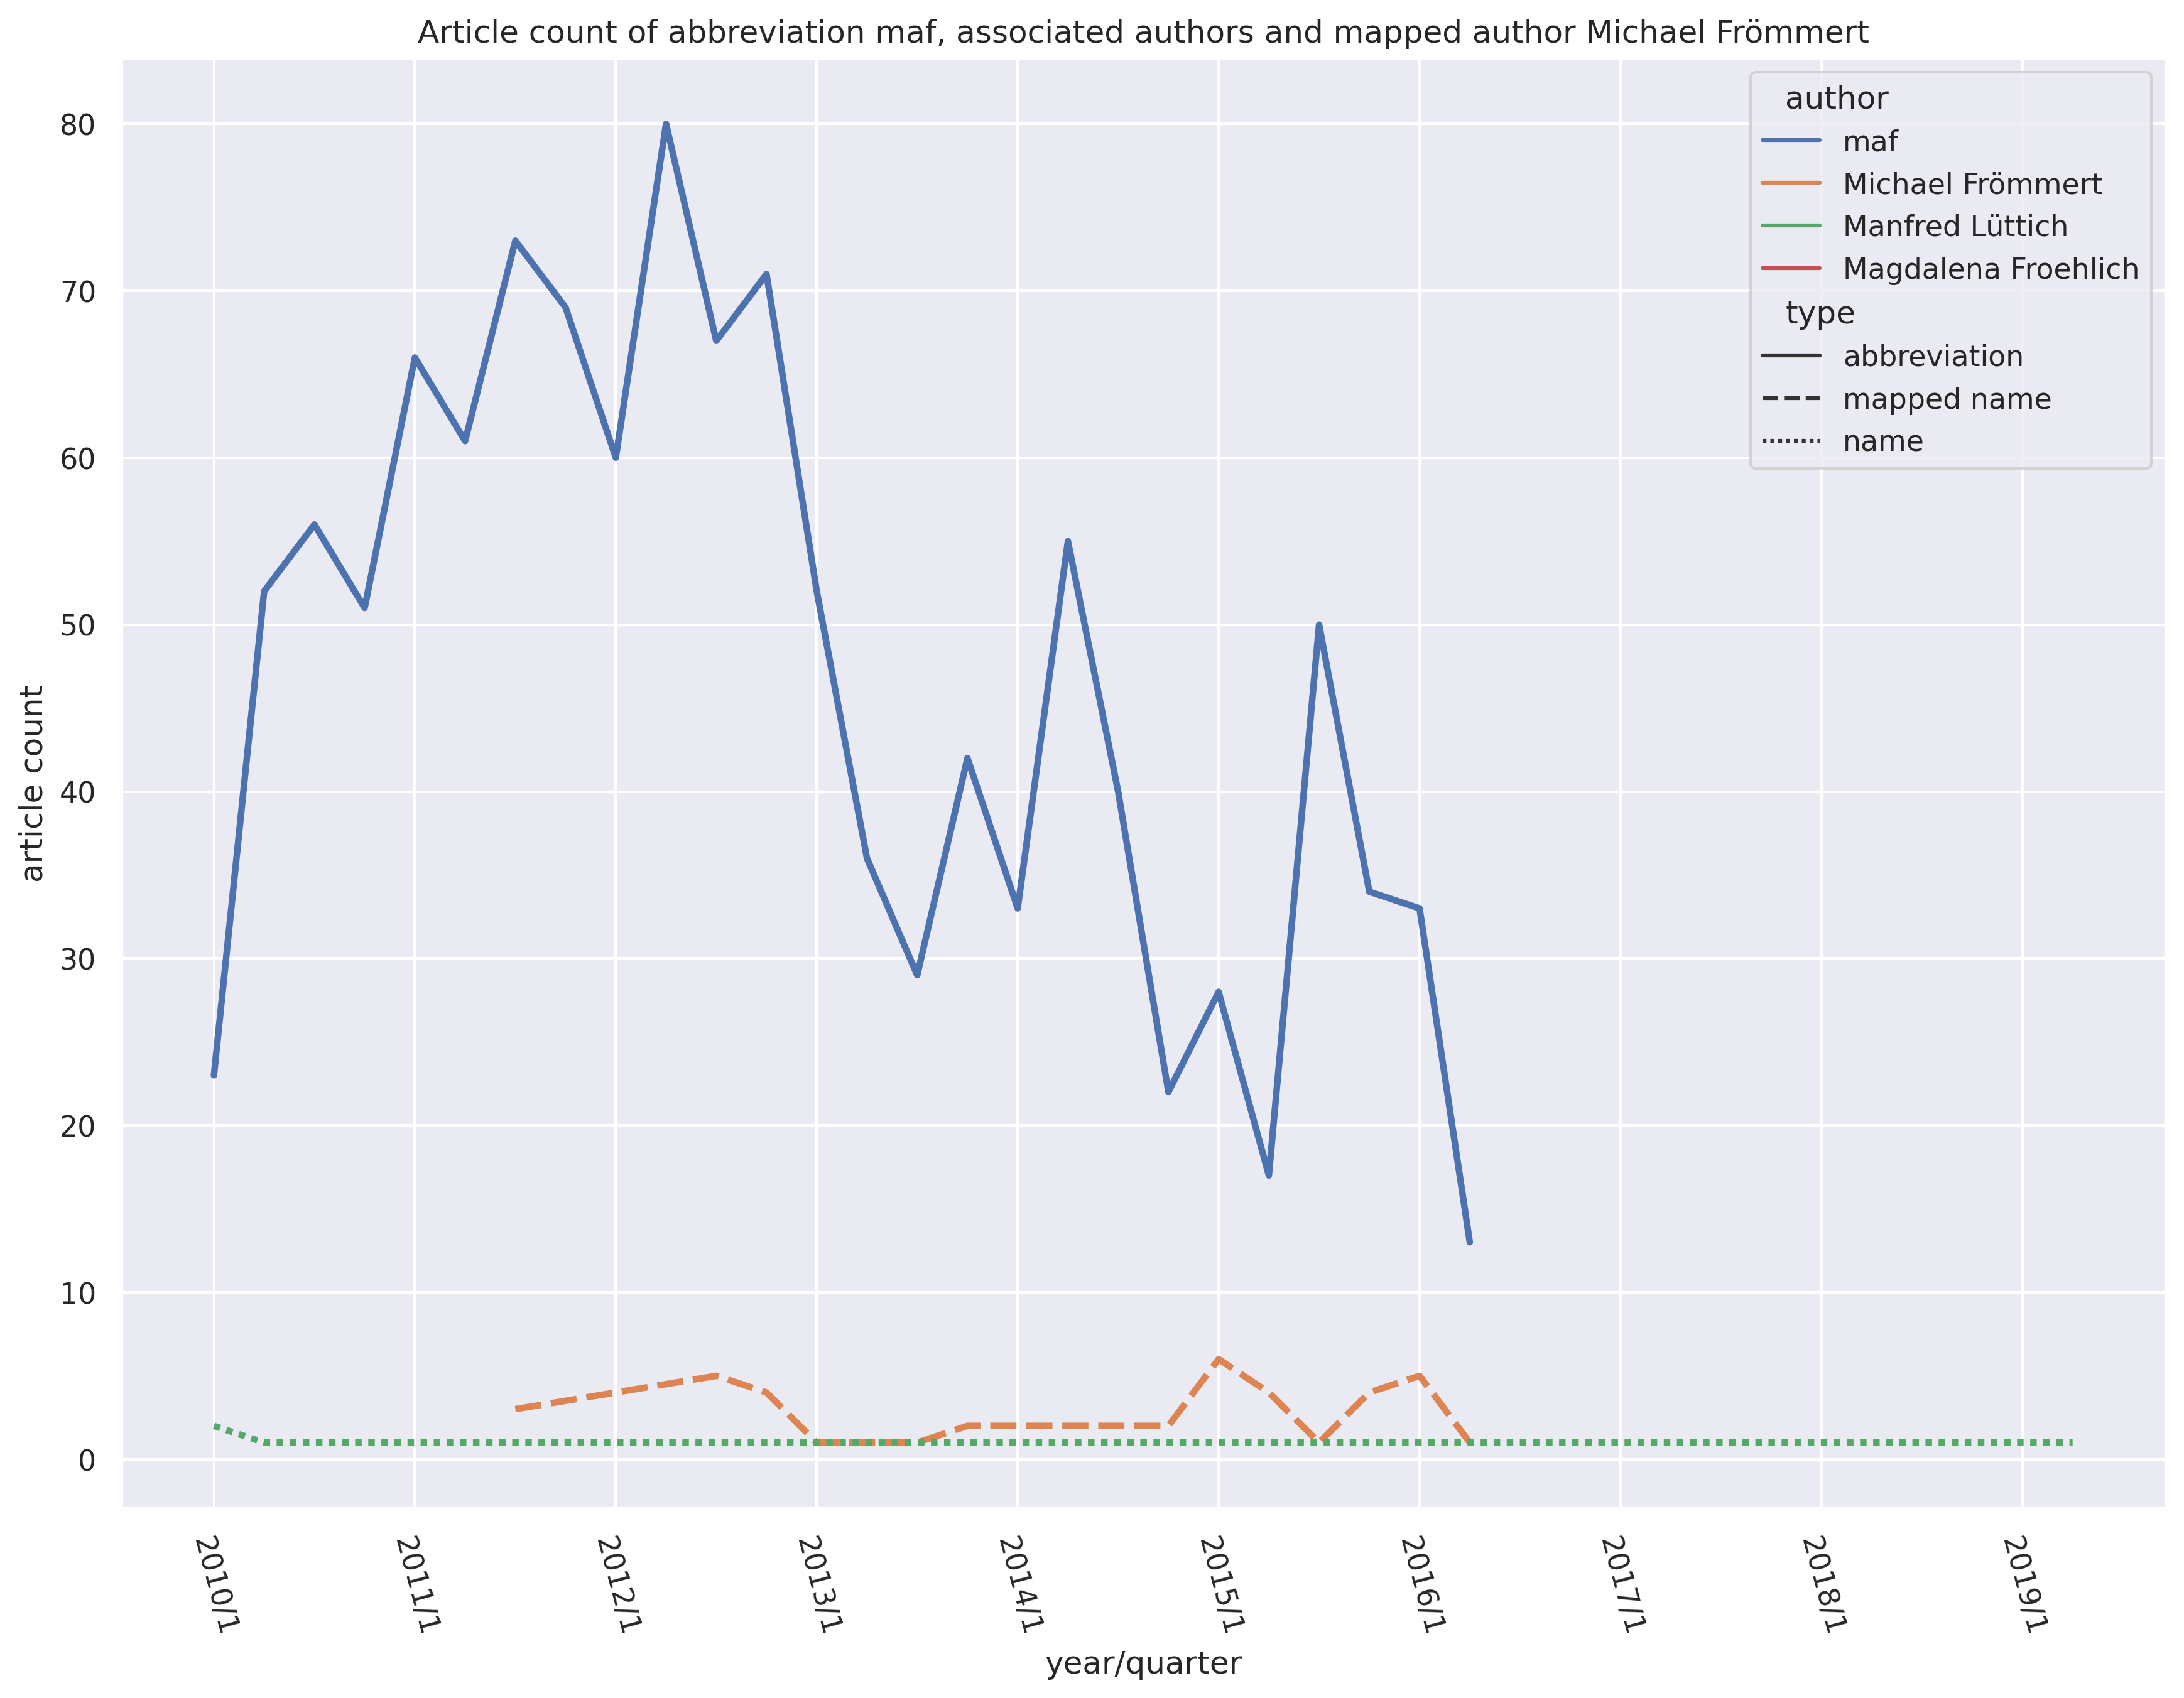 Article count of abbreviation maf, associated authors and mapped author Michael Frömmert
author
maf
Michael Frömmert
Manfred Lüttich
Magdalena Froehlich
type
abbreviation
mapped name
name
article count
80
70
60
50
40
30
20
10
0
2010/1
2011/1
2012/1
2013/1
2014/1
2015/1
2016/1
2017/1
2018/1
2019/1
year/quarter